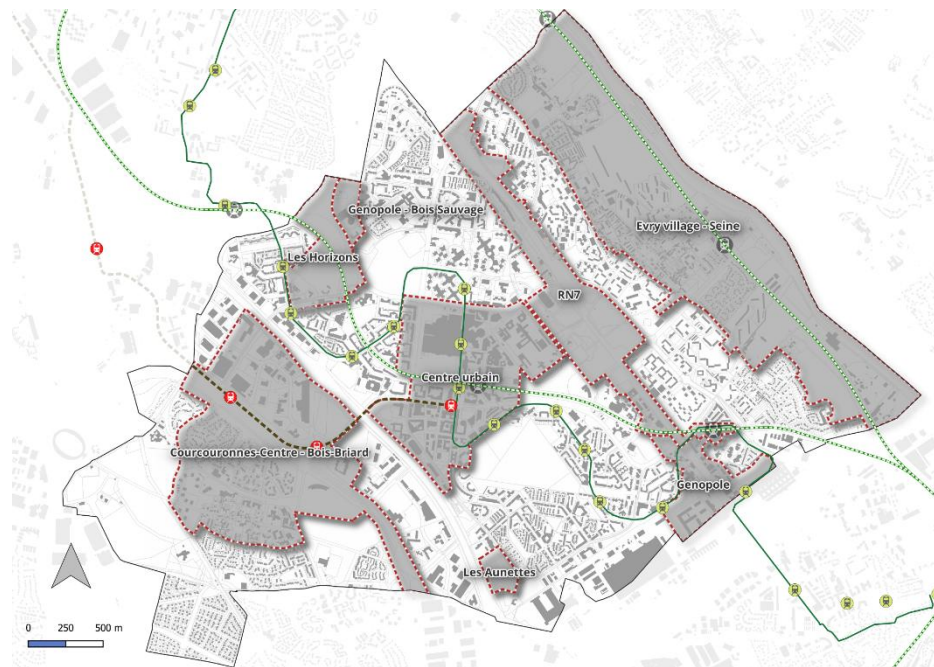 Genopole - Bois Sauvage
Evry village - Seine
Les Horizons
RN7
Centre urbain
Courcouronnes-Centre - Bois-Briard
Genopole
Les Aunettes
0 250 500 m